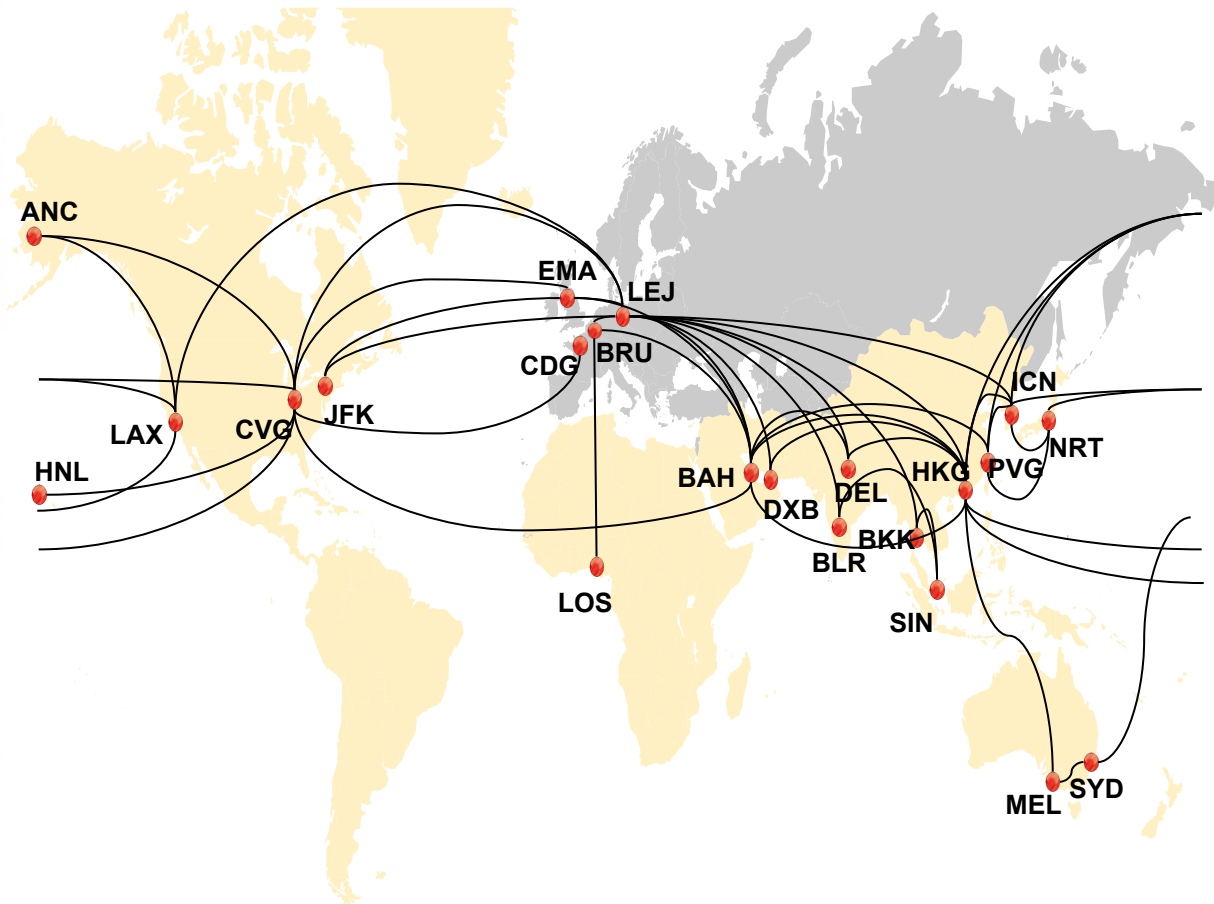 ANC
EMA
LEJ
CDG
BRU
ICN
LAX
CVG
JFK
HNL
BAH
DXB
DEL
HKG
PVG
NRT
BLR
BKK
LOS
SIN
MEL
SYD